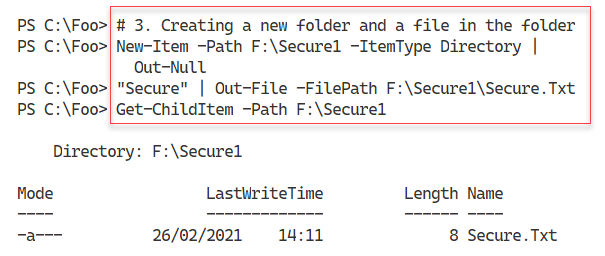 PS C:\Foo> # 3. Creating a new folder and a file in the folder
PS C:\Foo> New-Item -Path F:\Secure1 -ItemType Directory |
Out-Null
PS C:\Foo> "Secure" | Out-File -FilePath F:\Secure1\Secure.Txt
PS C:\Foo> Get-ChildItem -Path F:\Secure1
Directory: F:\Secure1
Mode LastWriteTime Length Name
---- ------------- ------ ----
-a--- 26/02/2021 14:11 8 Secure.Txt